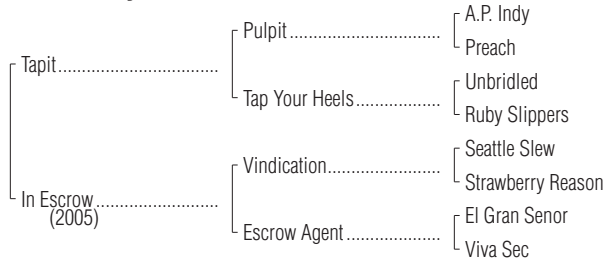 A.P. Indy
Pulpit
Preach
Tapit
Unbridled
Tap Your Heels
Ruby Slippers
Seattle Slew
Vindication
Strawberry Reason
In Escrow
(2005)
El Gran Senor
Escrow Agent
Viva Sec